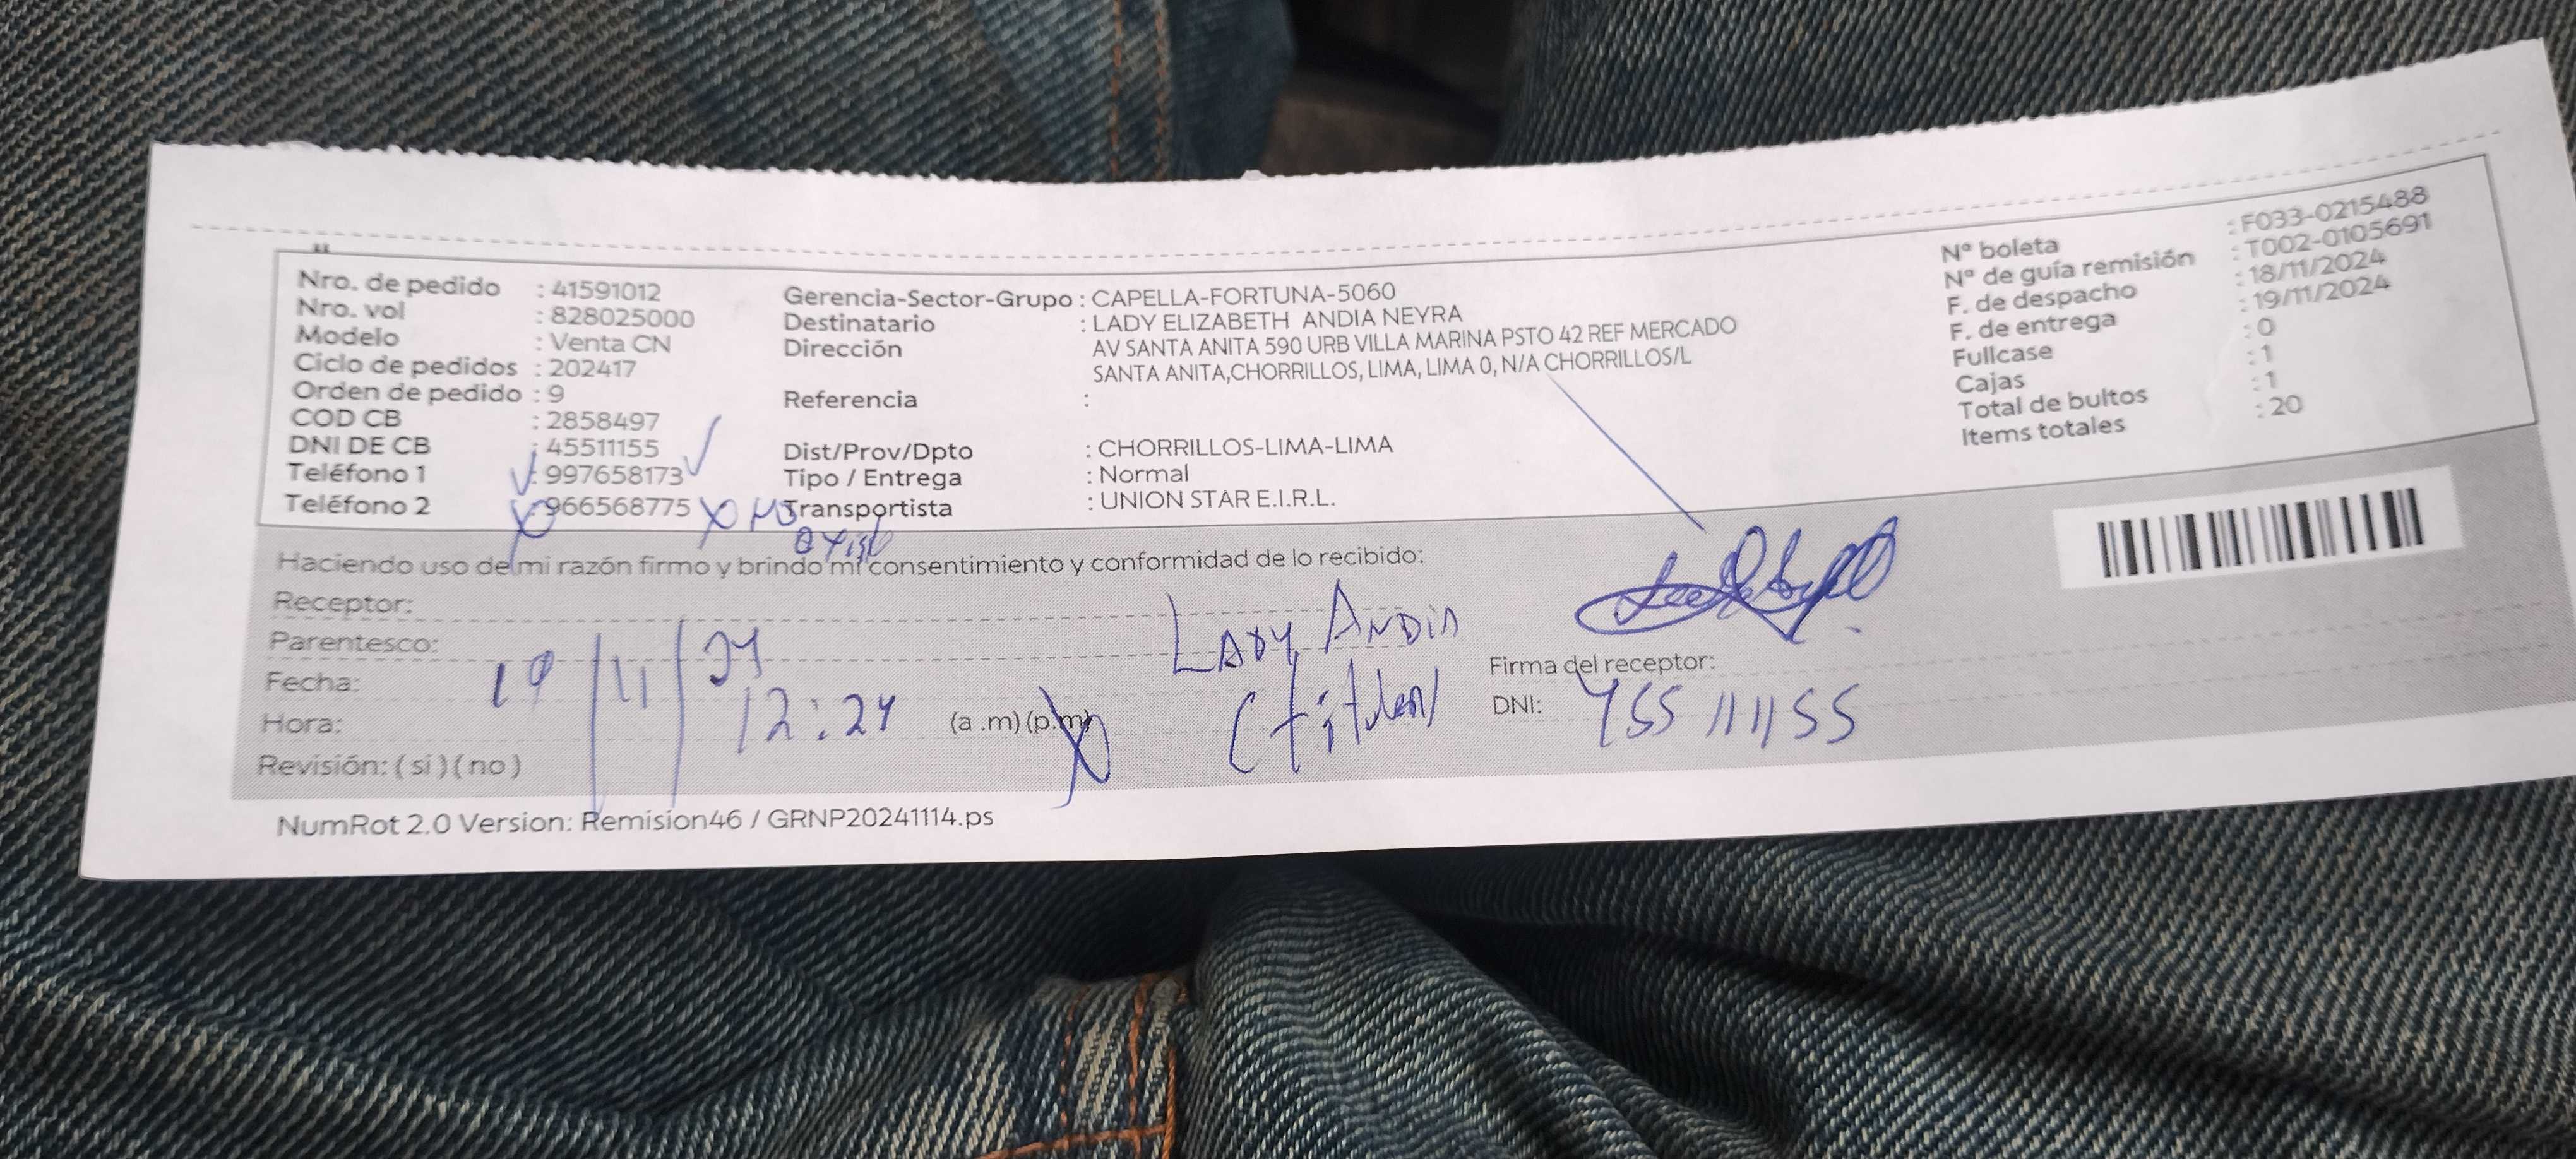 Nro. de pedido : 41591012
Nro. vol : 828025000
Modelo : Venta CN
Ciclo de pedidos : 202417
Orden de pedido : 9
COD CB : 2858497
DNI DE CB : 45511155
Teléfono 1 : 997658173
Teléfono 2 : 966568775 X no
existe
Gerencia-Sector-Grupo : CAPELLA-FORTUNA-5060
Destinatario : LADY ELIZABETH ANDIA NEYRA
Dirección AV SANTA ANITA 590 URB VILLA MARINA PSTO 42 REF MERCADO
SANTA ANITA,CHORRILLOS, LIMA, LIMA 0, N/A CHORRILLOS/L
Referencia :
Dist/Prov/Dpto : CHORRILLOS-LIMA-LIMA
Tipo / Entrega : Normal
Transportista : UNION STAR E.I.R.L.
Nº boleta : F033-0215488
Nº de guía remisión : T002-0105691
F. de despacho : 18/11/2024
F. de entrega : 19/11/2024
Fullcase : 0
Cajas : 1
Total de bultos : 1
Items totales : 20
Haciendo uso de mi razón firmo y brindo mi consentimiento y conformidad de lo recibido:
Receptor:
Parentesco: LADY ANDIA
Fecha: 19/11/24
Hora: 12:24 (a .m) (p.m) (titular)
Revisión: ( si ) ( no )
Firma del receptor:
DNI: 45511155
NumRot 2.0 Version: Remision46 / GRNP20241114.ps